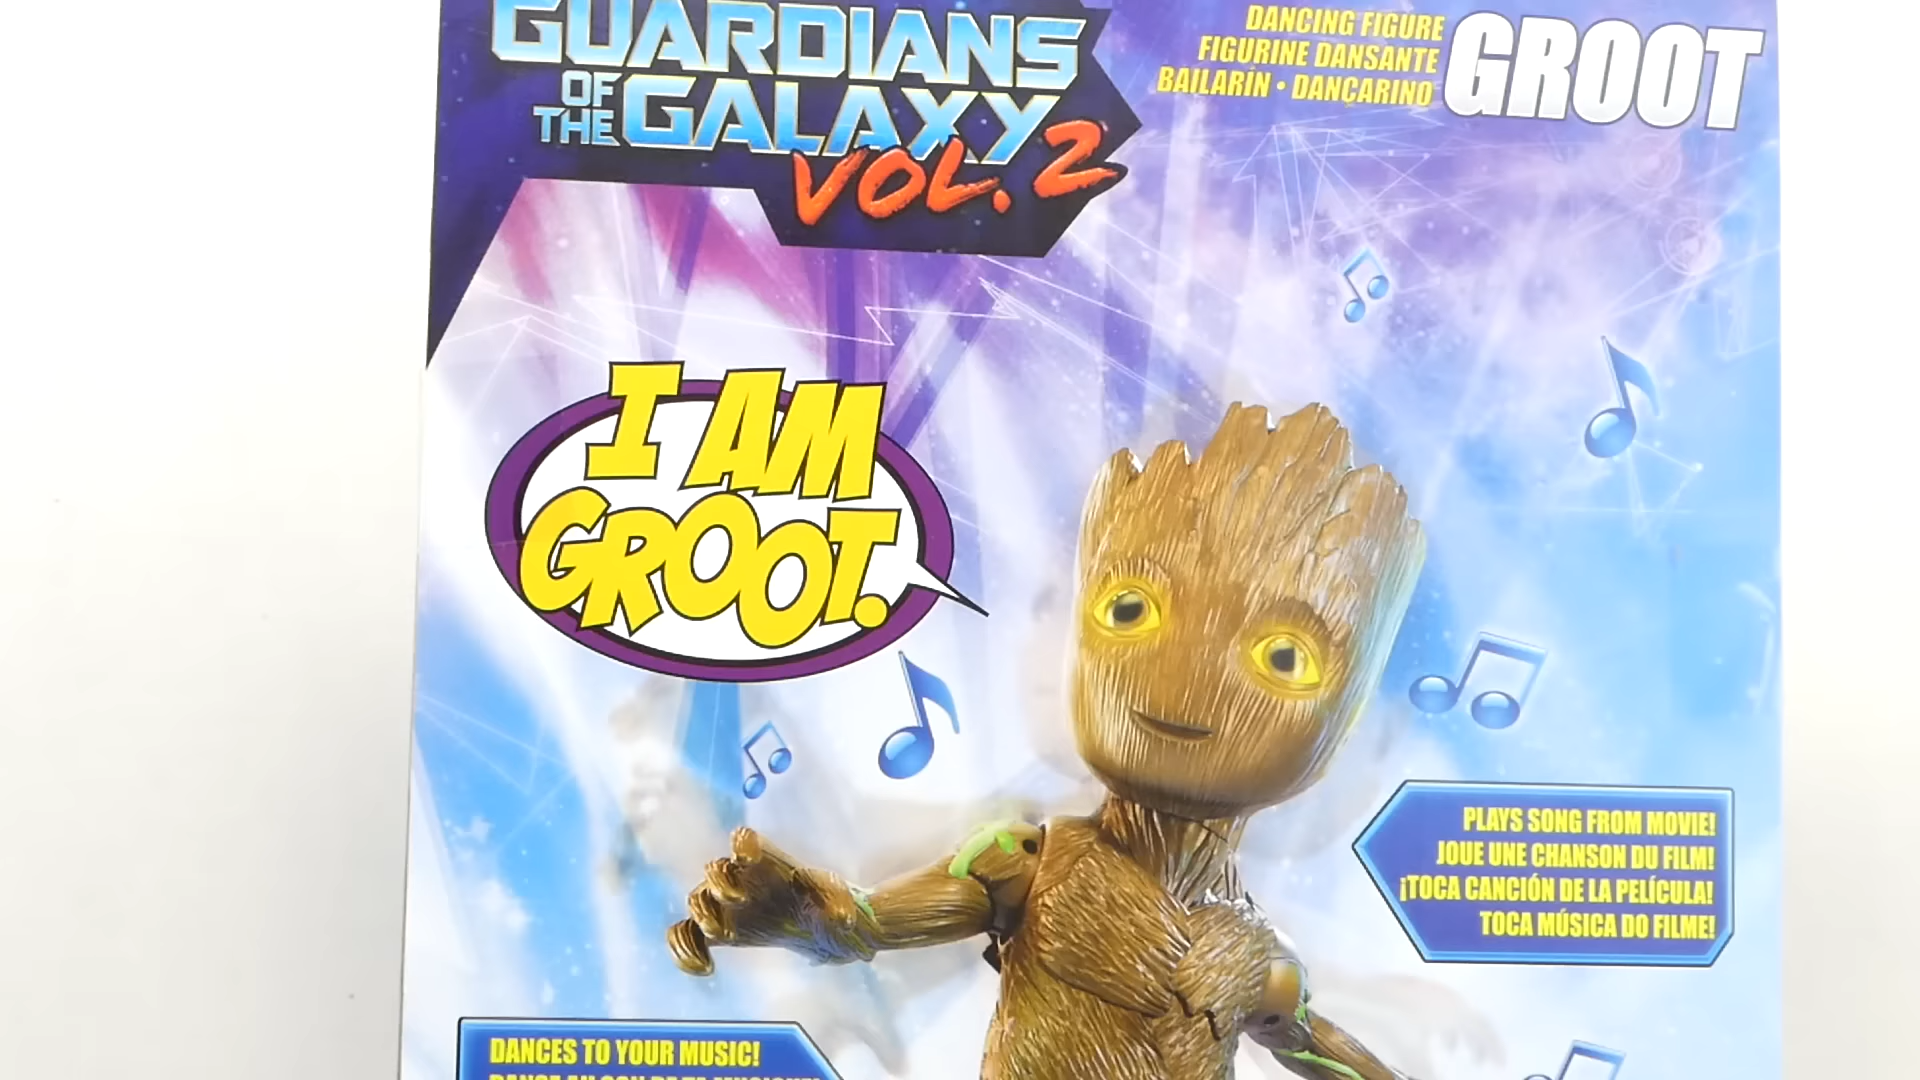 GUARDIANS
OF
THE GALAXY
VOL. 2
DANCING FIGURE
FIGURINE DANSANTE
BAILARÍN • DANÇARINO
GROOT
I AM
GROOT.
PLAYS SONG FROM MOVIE!
JOUE UNE CHANSON DU FILM!
¡TOCA CANCIÓN DE LA PELÍCULA!
TOCA MÚSICA DO FILME!
DANCES TO YOUR MUSIC!